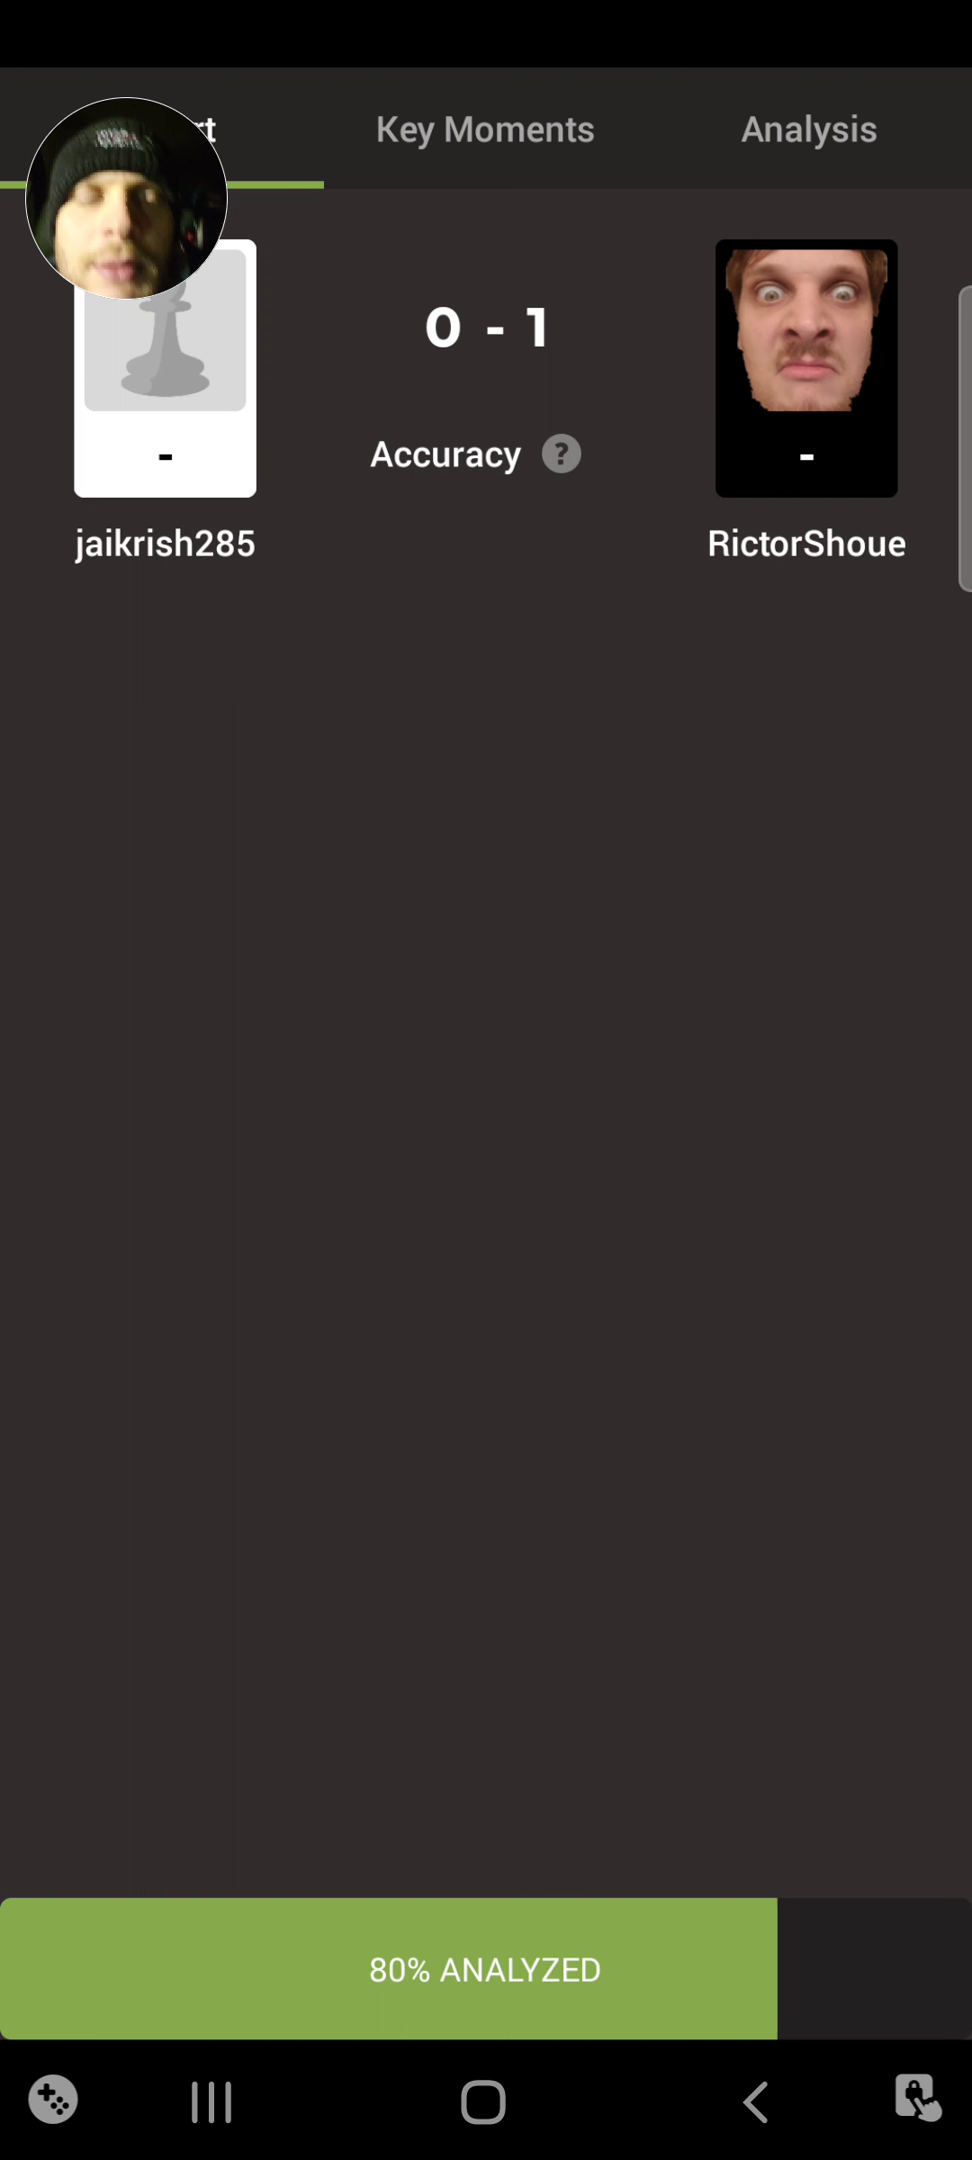 Key Moments
Analysis
0 - 1
- Accuracy ? -
jaikrish285
RictorShoue
80% ANALYZED